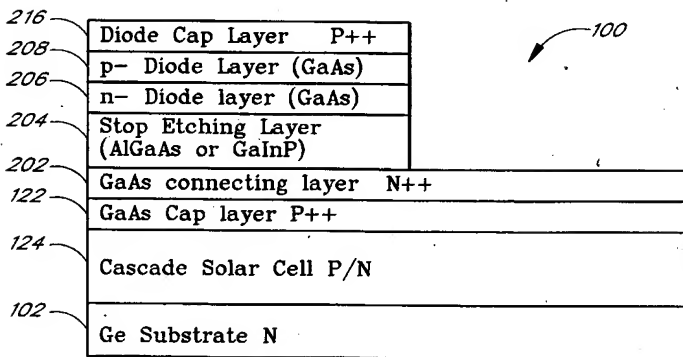 216 Diode Cap Layer P++
100
208 p- Diode Layer (GaAs)
206 n- Diode layer (GaAs)
204 Stop Etching Layer
(AlGaAs or GaInP)
202 GaAs connecting layer N++
122 GaAs Cap layer P++
124 Cascade Solar Cell P/N
102 Ge Substrate N